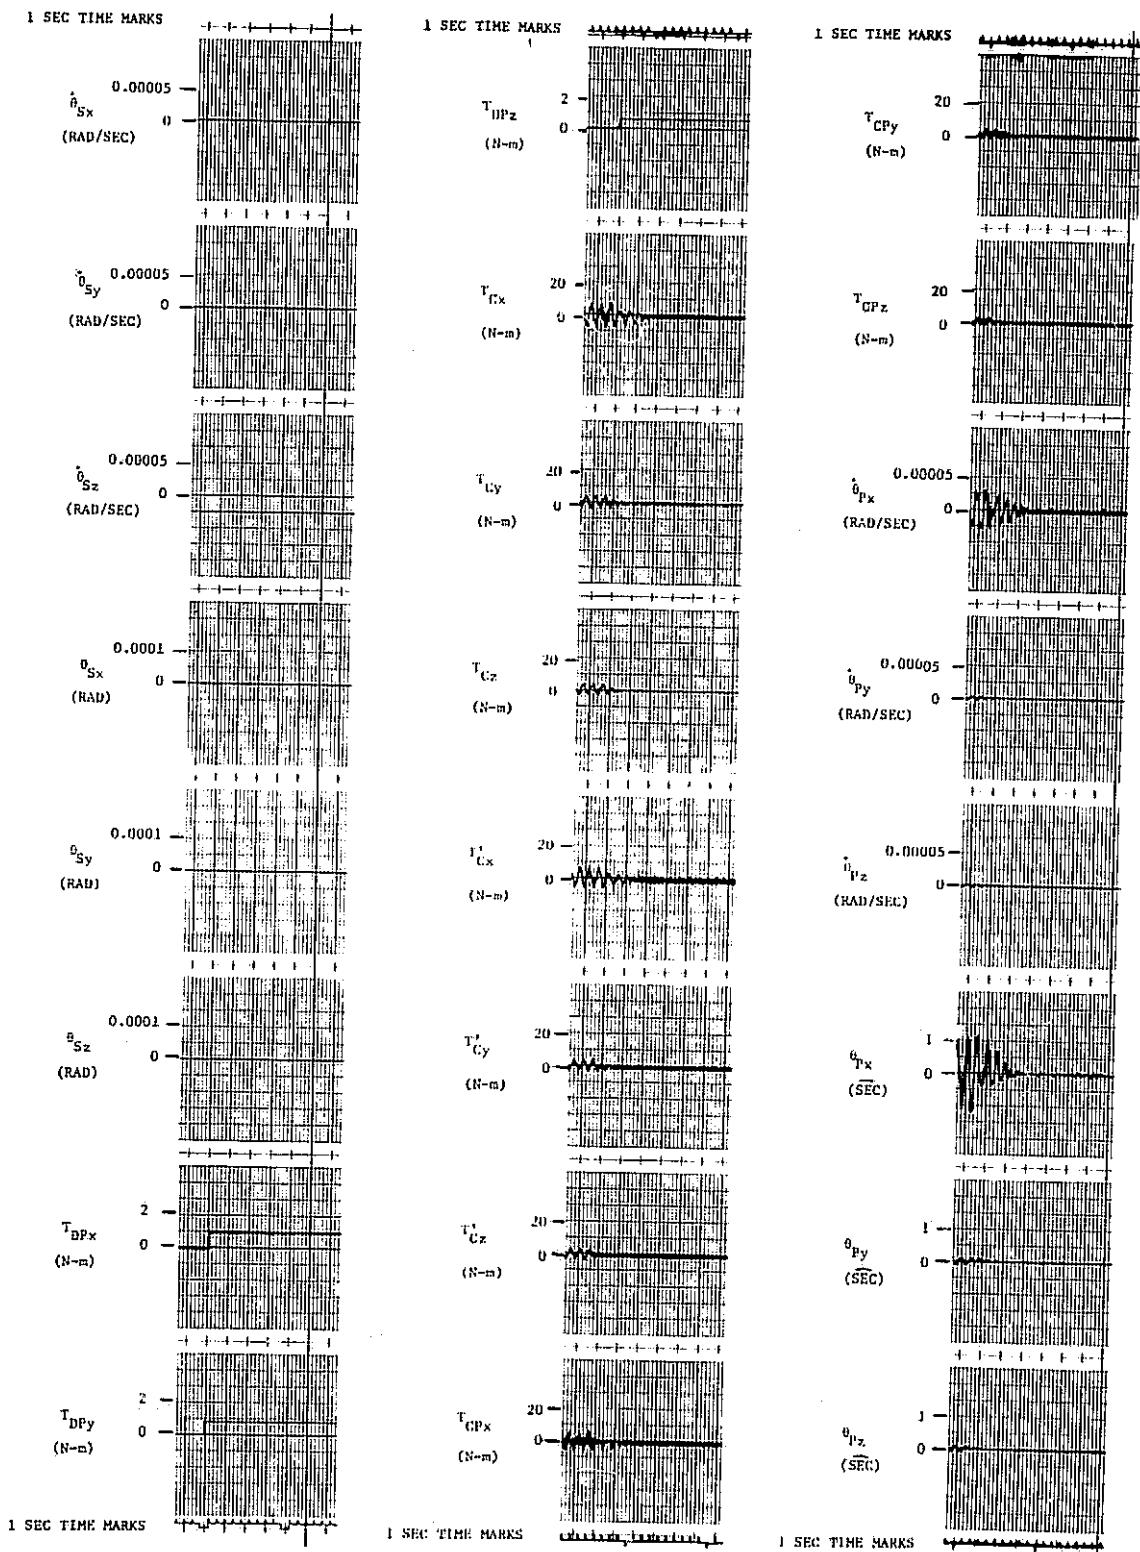 1 SEC TIME MARKS
0.00005
θ̇Sx
0
(RAD/SEC)
0.00005
θ̇Sy
0
(RAD/SEC)
0.00005
θ̇Sz
0
(RAD/SEC)
0.0001
θSx
0
(RAD)
0.0001
θSy
0
(RAD)
0.0001
θSz
0
(RAD)
2
TDPx
0
(N-m)
2
TDPy
0
(N-m)
1 SEC TIME MARKS
1 SEC TIME MARKS
2
TDPz
0
(N-m)
20
TCx
0
(N-m)
20
TCy
0
(N-m)
20
TCz
0
(N-m)
20
T'Cx
0
(N-m)
20
T'Cy
0
(N-m)
20
T'Cz
0
(N-m)
20
TCPx
0
(N-m)
1 SEC TIME MARKS
1 SEC TIME MARKS
20
TCPy
0
(N-m)
20
TCPz
0
(N-m)
0.00005
θ̇Px
0
(RAD/SEC)
0.00005
θ̇Py
0
(RAD/SEC)
0.00005
θ̇Pz
0
(RAD/SEC)
1
θPx
0
(SEC)
1
θPy
0
(SEC)
1
θPz
0
(SEC)
1 SEC TIME MARKS